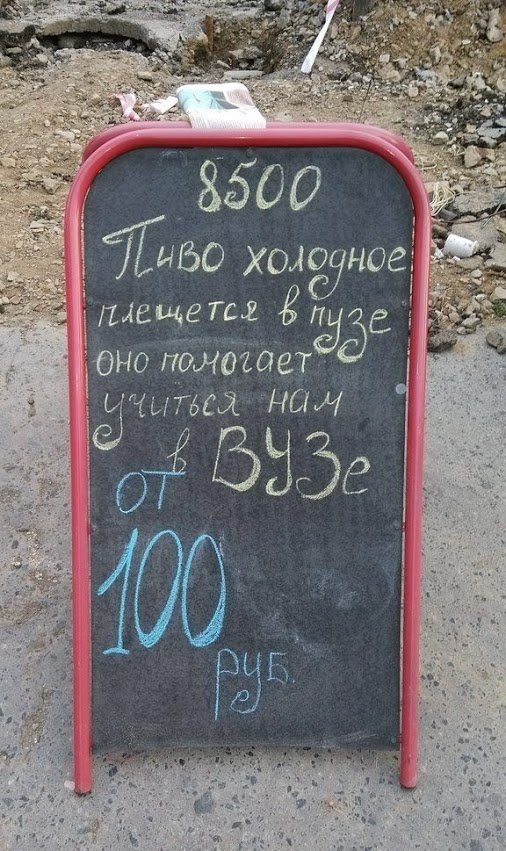 8500
Пиво холодное
плещется в пузе
оно помогает
учиться нам
в ВУЗе
от
100
руб.